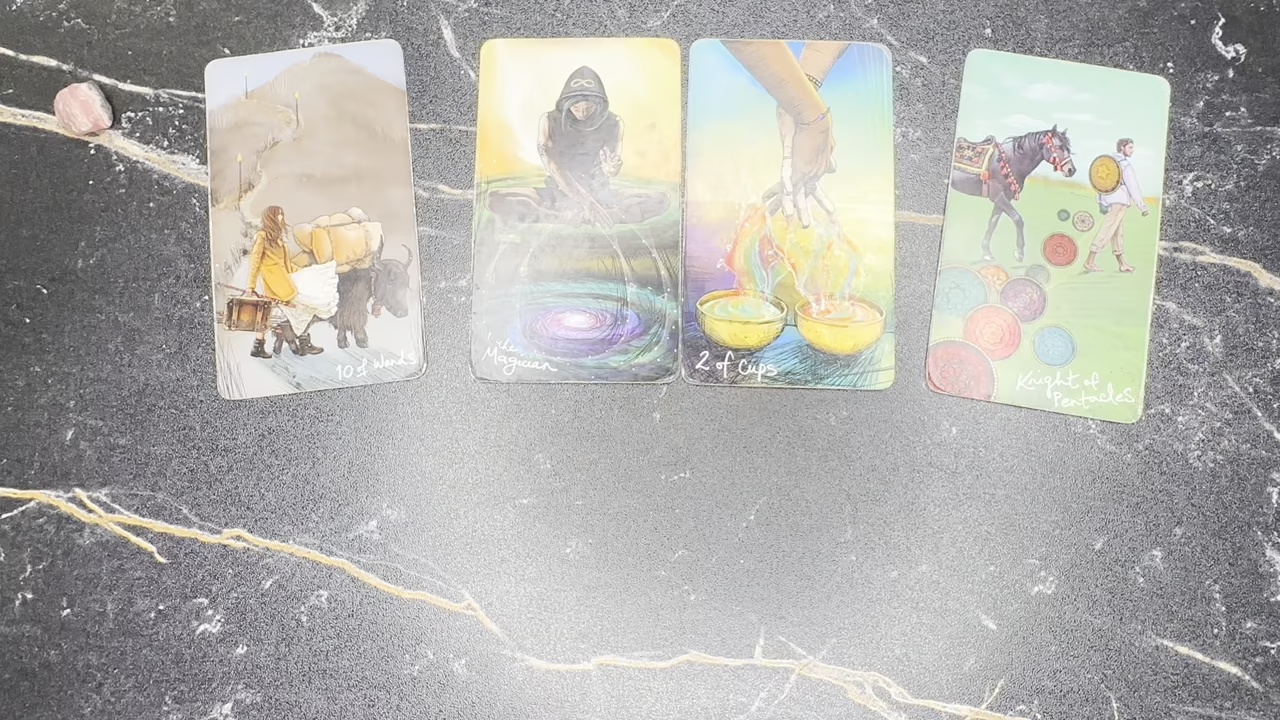 10 of Wands
the
Magician
2 of Cups
Knight of
Pentacles